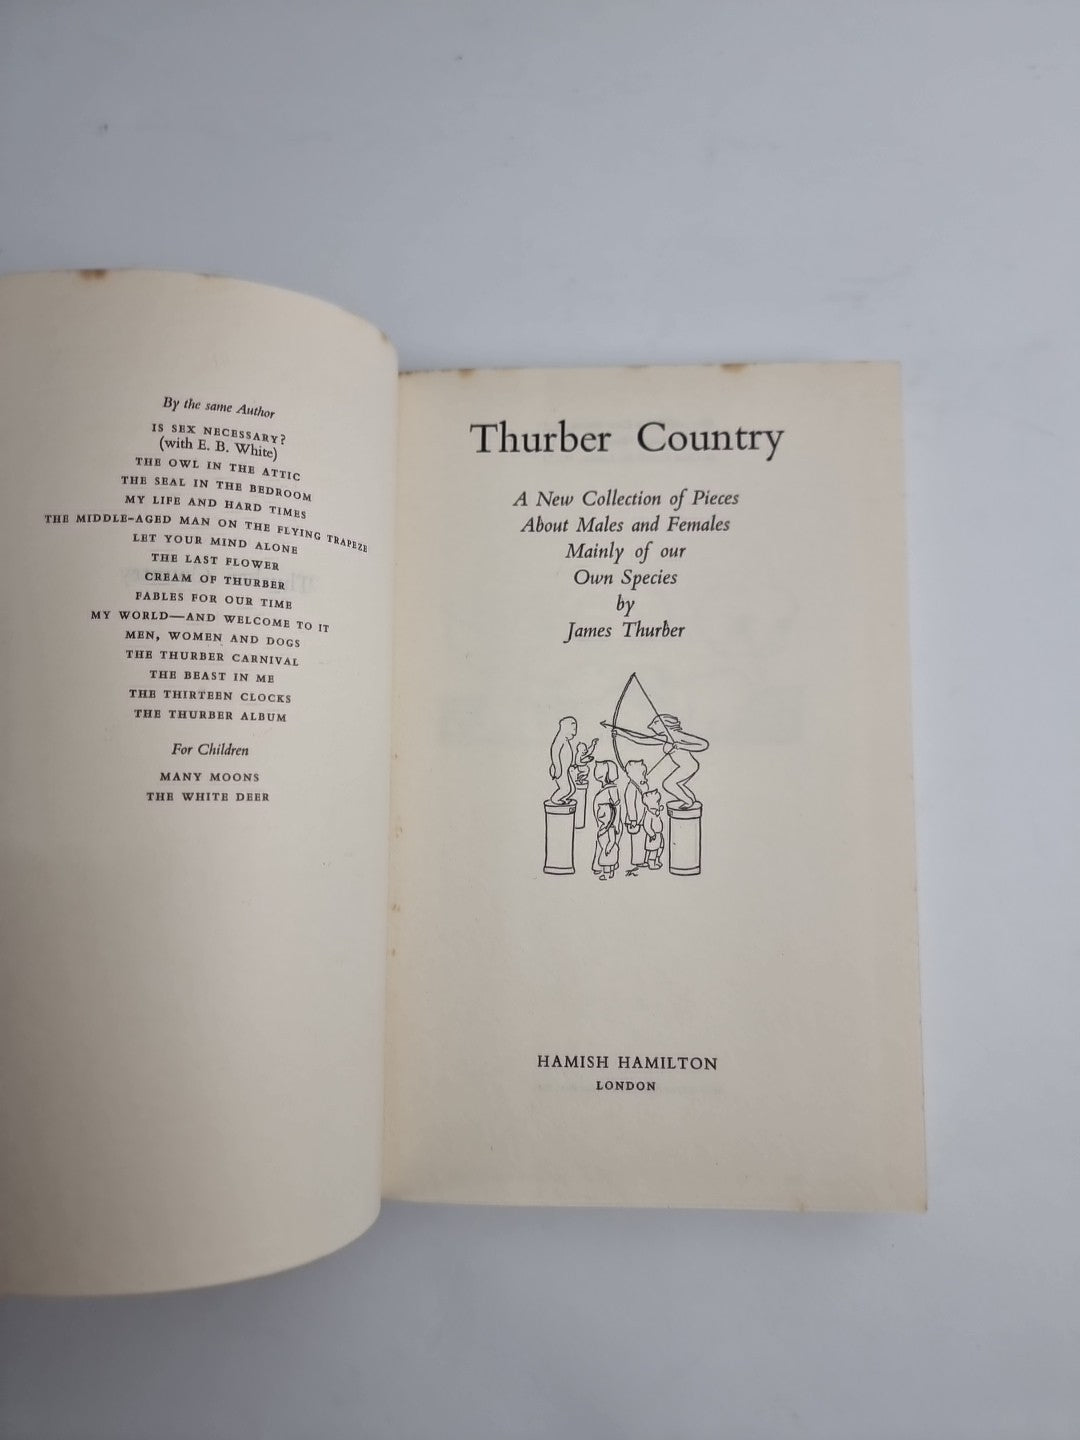 By the same Author
IS SEX NECESSARY?
(with E. B. White)
THE OWL IN THE ATTIC
THE SEAL IN THE BEDROOM
MY LIFE AND HARD TIMES
THE MIDDLE-AGED MAN ON THE FLYING TRAPEZE
LET YOUR MIND ALONE
THE LAST FLOWER
CREAM OF THURBER
FABLES FOR OUR TIME
MY WORLD—AND WELCOME TO IT
MEN, WOMEN AND DOGS
THE THURBER CARNIVAL
THE BEAST IN ME
THE THIRTEEN CLOCKS
THE THURBER ALBUM
For Children
MANY MOONS
THE WHITE DEER
Thurber Country
A New Collection of Pieces
About Males and Females
Mainly of our
Own Species
by
James Thurber
HAMISH HAMILTON
LONDON